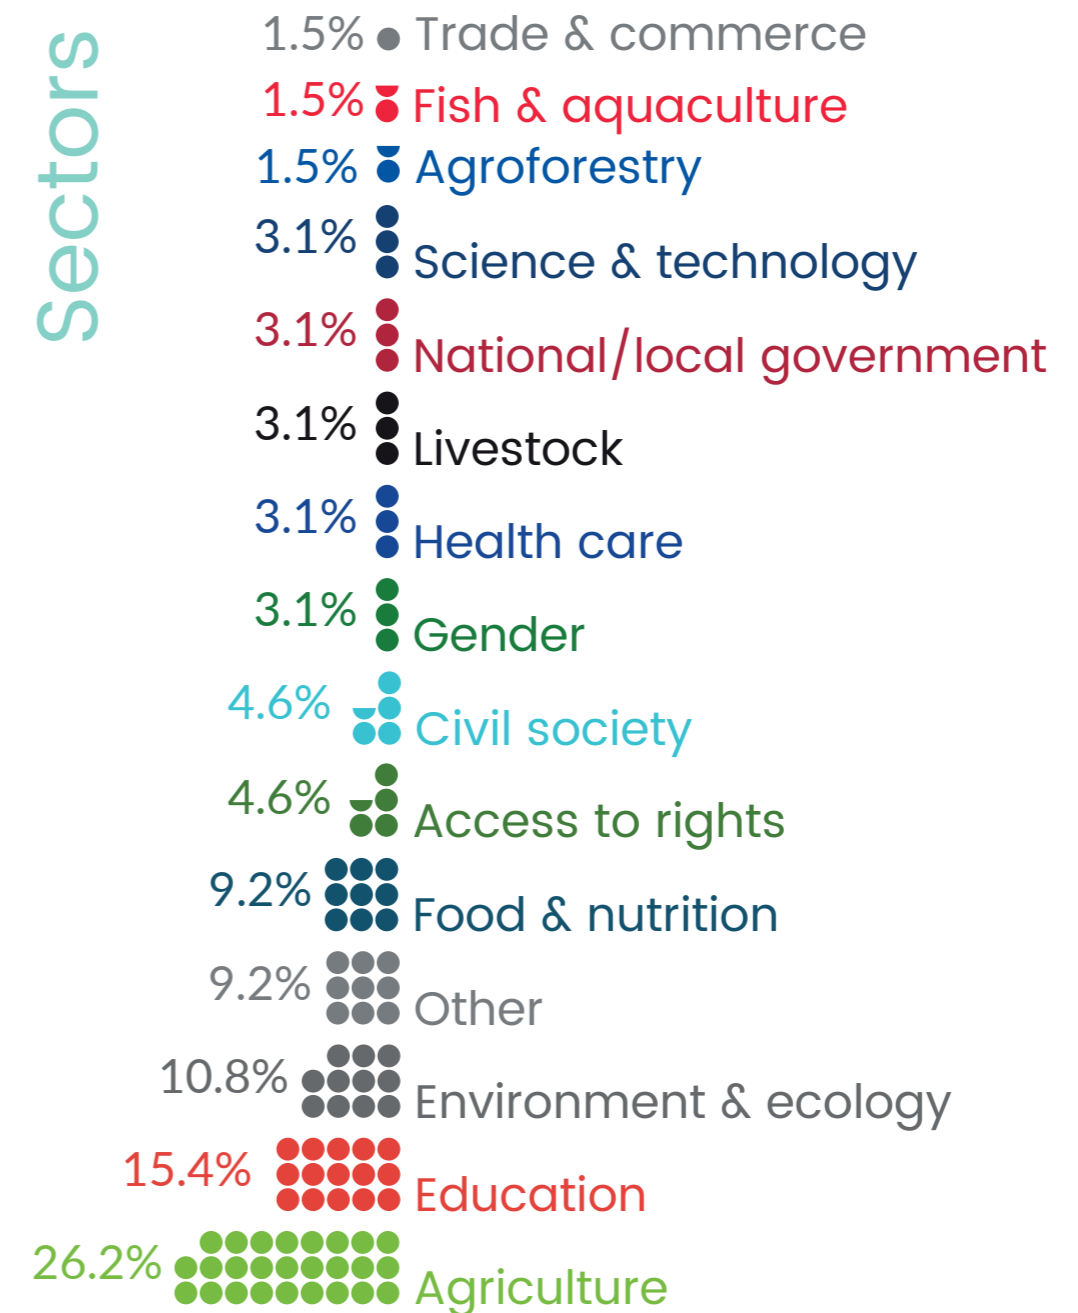 Sectors
1.5% Trade & commerce
1.5% Fish & aquaculture
1.5% Agroforestry
3.1% Science & technology
3.1% National/local government
3.1% Livestock
3.1% Health care
3.1% Gender
4.6% Civil society
4.6% Access to rights
9.2% Food & nutrition
9.2% Other
10.8% Environment & ecology
15.4% Education
26.2% Agriculture